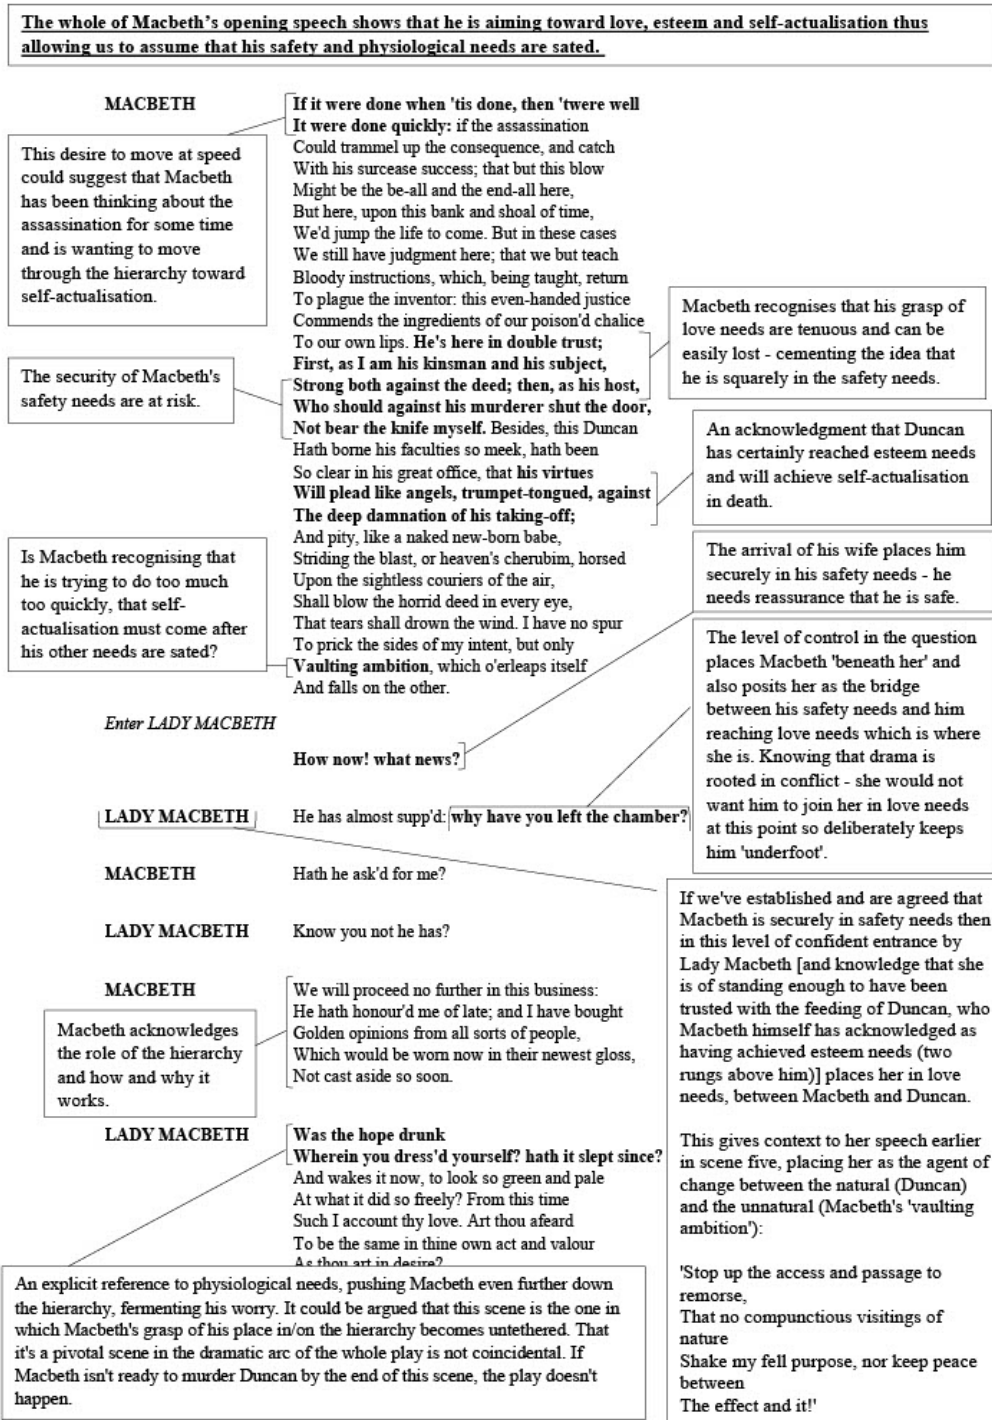 The whole of Macbeth's opening speech shows that he is aiming toward love, esteem and self-actualisation thus
allowing us to assume that his safety and physiological needs are sated.
MACBETH
If it were done when 'tis done, then 'twere well
It were done quickly: if the assassination
Could trammel up the consequence, and catch
With his surcease success; that but this blow
Might be the be-all and the end-all here,
But here, upon this bank and shoal of time,
We'd jump the life to come. But in these cases
We still have judgment here; that we but teach
Bloody instructions, which, being taught, return
To plague the inventor: this even-handed justice
Commends the ingredients of our poison'd chalice
To our own lips. He's here in double trust;
First, as I am his kinsman and his subject,
Strong both against the deed; then, as his host,
Who should against his murderer shut the door,
Not bear the knife myself. Besides, this Duncan
Hath borne his faculties so meek, hath been
So clear in his great office, that his virtues
Will plead like angels, trumpet-tongued, against
The deep damnation of his taking-off;
And pity, like a naked new-born babe,
Striding the blast, or heaven's cherubim, horsed
Upon the sightless couriers of the air,
Shall blow the horrid deed in every eye,
That tears shall drown the wind. I have no spur
To prick the sides of my intent, but only
Vaulting ambition, which o'erleaps itself
And falls on the other.
This desire to move at speed
could suggest that Macbeth
has been thinking about the
assassination for some time
and is wanting to move
through the hierarchy toward
self-actualisation.
Macbeth recognises that his grasp of
love needs are tenuous and can be
easily lost - cementing the idea that
he is squarely in the safety needs.
The security of Macbeth's
safety needs are at risk.
An acknowledgment that Duncan
has certainly reached esteem needs
and will achieve self-actualisation
in death.
Is Macbeth recognising that
he is trying to do too much
too quickly, that self-
actualisation must come after
his other needs are sated?
The arrival of his wife places him
securely in his safety needs - he
needs reassurance that he is safe.
The level of control in the question
places Macbeth 'beneath her' and
also posits her as the bridge
between his safety needs and him
reaching love needs which is where
she is. Knowing that drama is
rooted in conflict - she would not
want him to join her in love needs
at this point so deliberately keeps
him 'underfoot'.
Enter LADY MACBETH
How now! what news?
LADY MACBETH
He has almost supp'd: why have you left the chamber?
MACBETH
Hath he ask'd for me?
LADY MACBETH
Know you not he has?
MACBETH
We will proceed no further in this business:
He hath honour'd me of late; and I have bought
Golden opinions from all sorts of people,
Which would be worn now in their newest gloss,
Not cast aside so soon.
Macbeth acknowledges
the role of the hierarchy
and how and why it
works.
LADY MACBETH
Was the hope drunk
Wherein you dress'd yourself? hath it slept since?
And wakes it now, to look so green and pale
At what it did so freely? From this time
Such I account thy love. Art thou afeard
To be the same in thine own act and valour
As thou art in desire?
An explicit reference to physiological needs, pushing Macbeth even further down
the hierarchy, fermenting his worry. It could be argued that this scene is the one in
which Macbeth's grasp of his place in/on the hierarchy becomes untethered. That
it's a pivotal scene in the dramatic arc of the whole play is not coincidental. If
Macbeth isn't ready to murder Duncan by the end of this scene, the play doesn't
happen.
If we've established and are agreed that
Macbeth is securely in safety needs then
in this level of confident entrance by
Lady Macbeth [and knowledge that she
is of standing enough to have been
trusted with the feeding of Duncan, who
Macbeth himself has acknowledged as
having achieved esteem needs (two
rungs above him)] places her in love
needs, between Macbeth and Duncan.
This gives context to her speech earlier
in scene five, placing her as the agent of
change between the natural (Duncan)
and the unnatural (Macbeth's 'vaulting
ambition'):
'Stop up the access and passage to
remorse,
That no compunctious visitings of
nature
Shake my fell purpose, nor keep peace
between
The effect and it!'